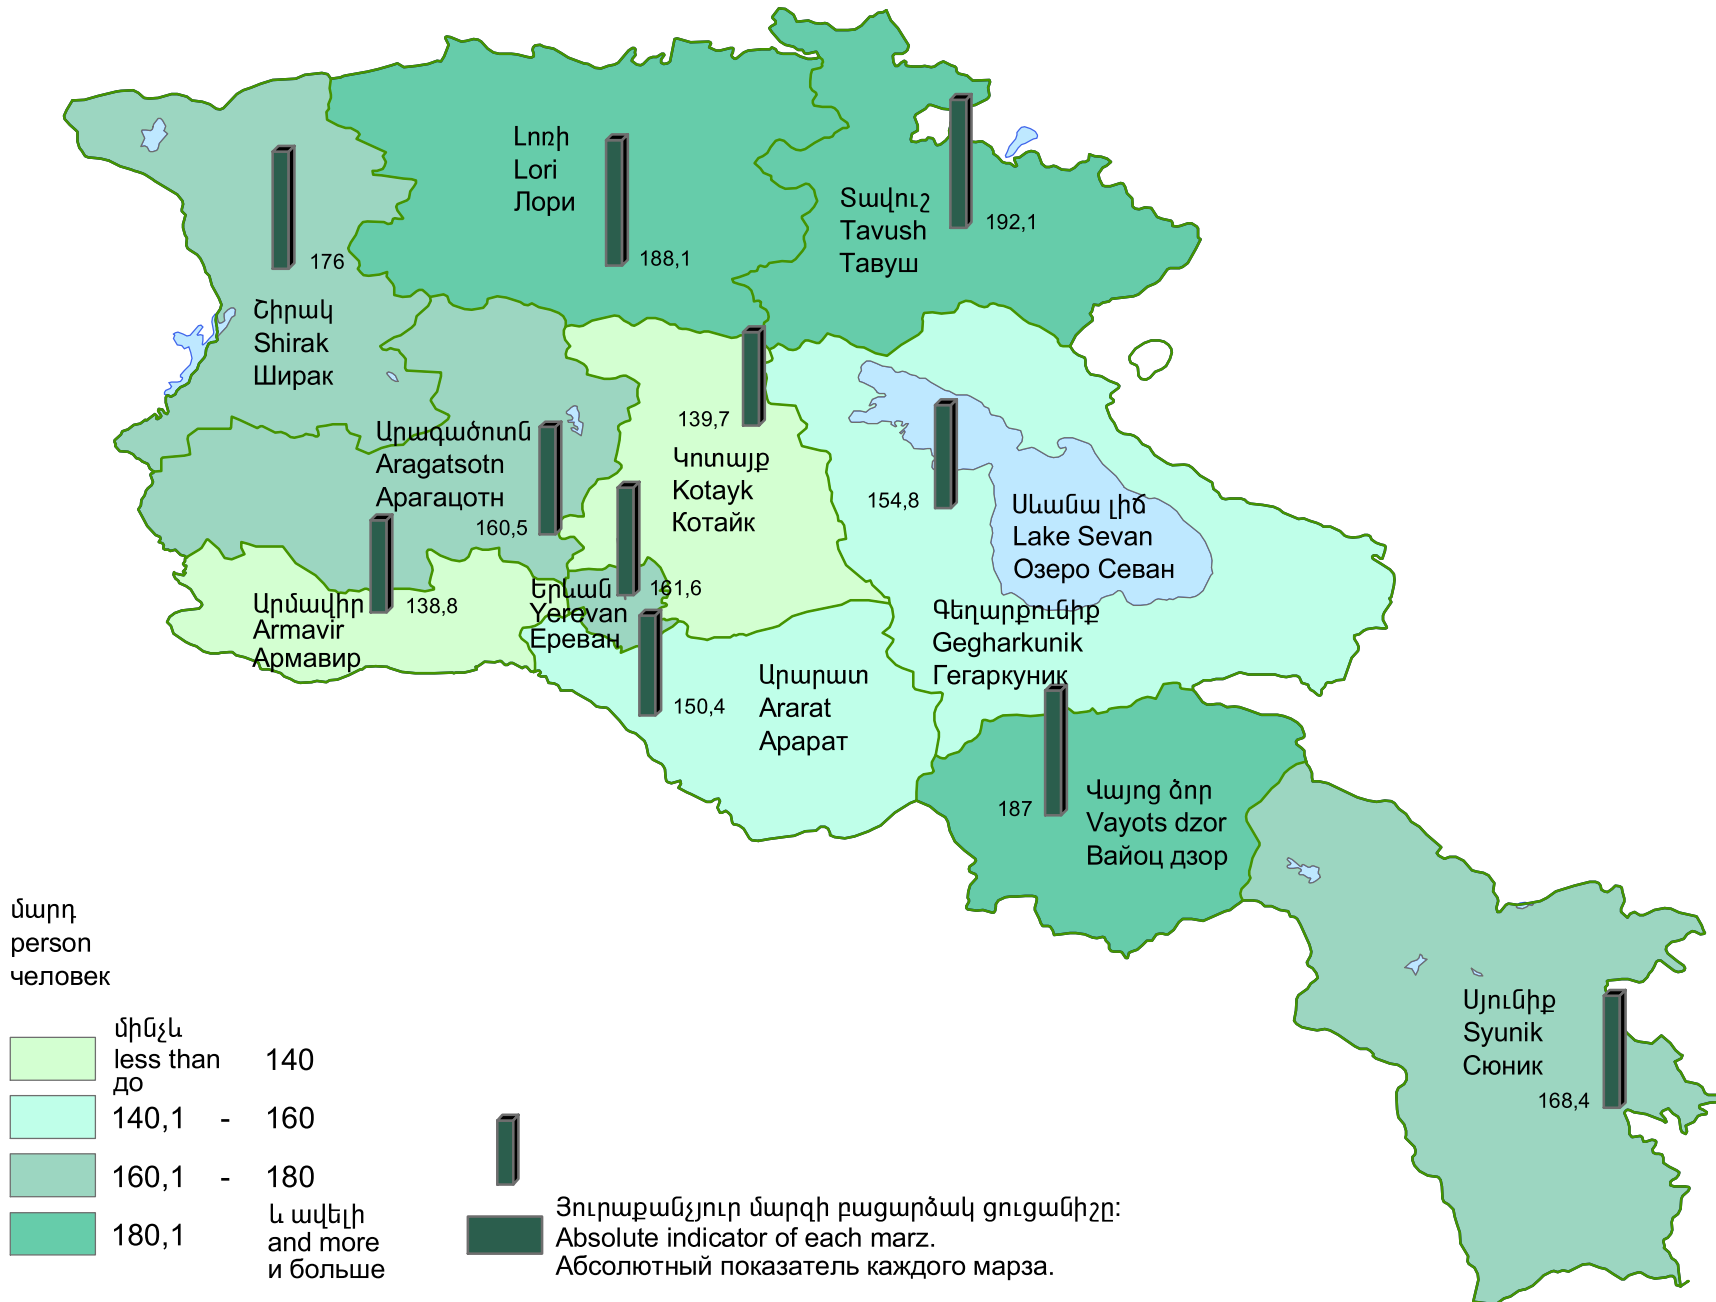 Լոռի
Lori
Лори
188,1
Տավուշ
Tavush
Тавуш
192,1
176
Շիրակ
Shirak
Ширак
139,7
Կոտայք
Kotayk
Котайк
Արագածոտն
Aragatsotn
Арагацотн
160,5
154,8
Սևանա լիճ
Lake Sevan
Озеро Севан
Արմավիր
Armavir
Армавир
138,8
Երևան
Yerevan
Ереван
161,6
Գեղարքունիք
Gegharkunik
Гегаркуник
Արարատ
Ararat
Арарат
150,4
187
Վայոց ձոր
Vayots dzor
Вайоц дзор
Սյունիք
Syunik
Сюник
168,4
մարդ
person
человек
մինչև
less than 140
до
140,1 - 160
160,1 - 180
180,1 և ավելի
and more
и больше
Յուրաքանչյուր մարզի բացարձակ ցուցանիշը:
Absolute indicator of each marz.
Абсолютный показатель каждого марза.